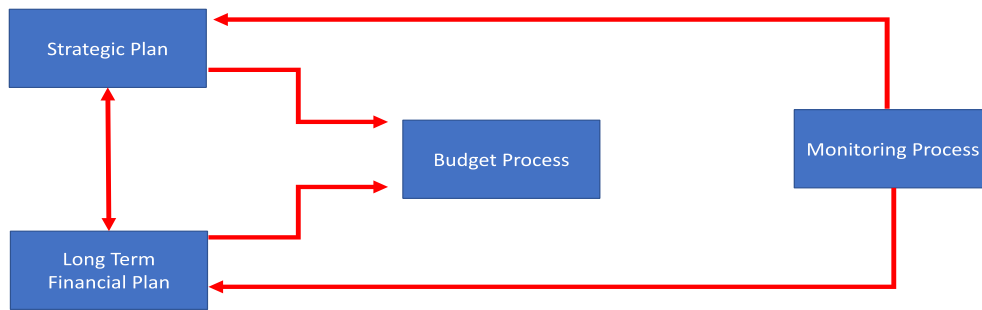 Strategic Plan
Budget Process
Monitoring Process
Long Term
Financial Plan